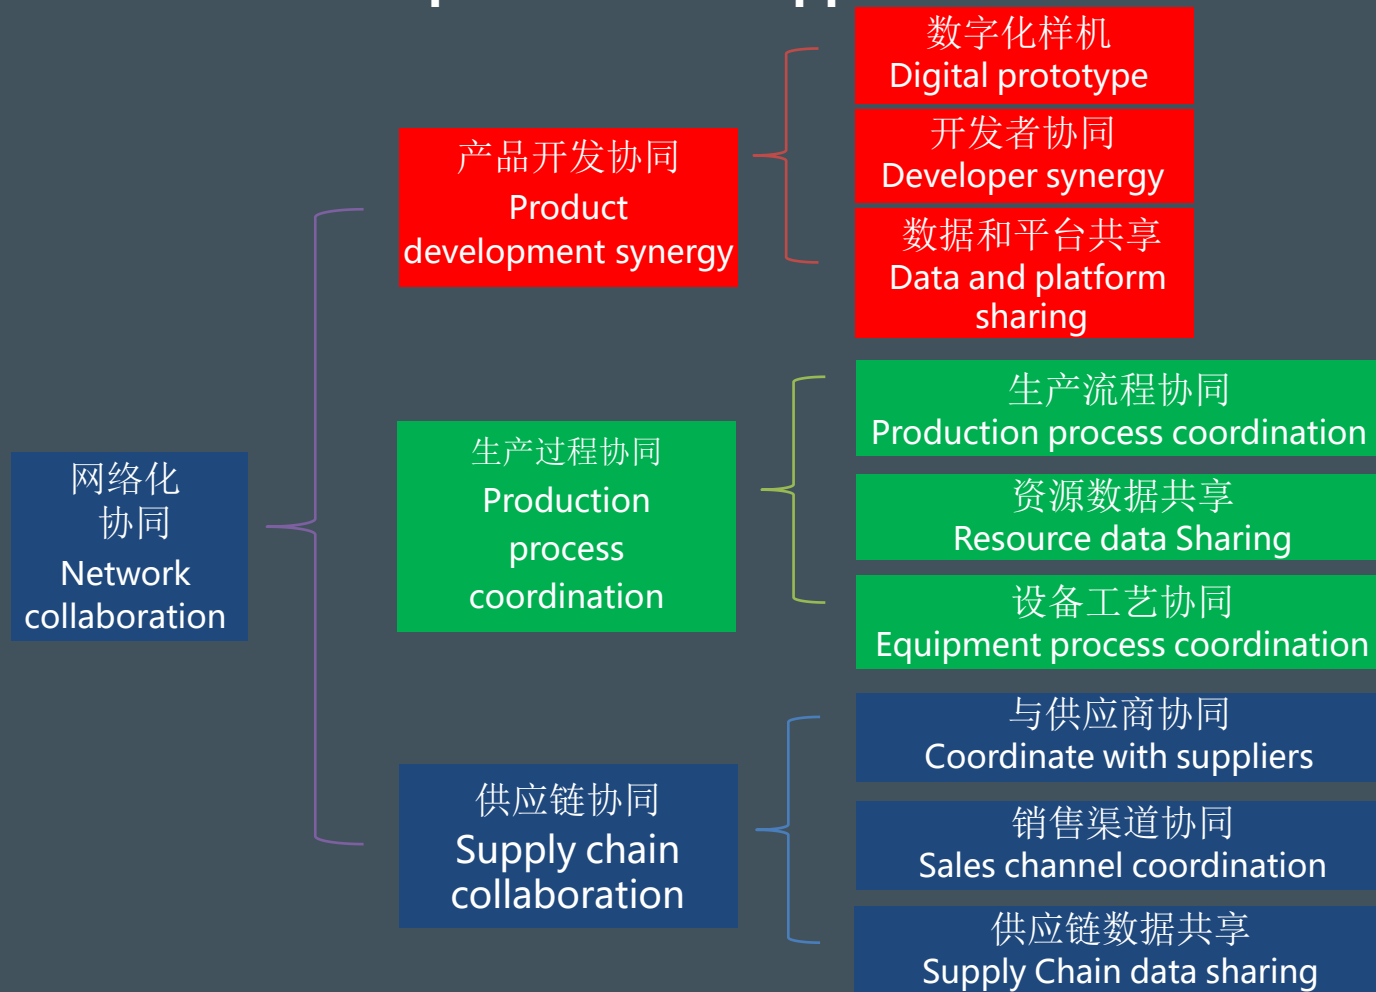 网络化
协同
Network
collaboration
产品开发协同
Product
development synergy
数字化样机
Digital prototype
开发者协同
Developer synergy
数据和平台共享
Data and platform
sharing
生产过程协同
Production
process
coordination
生产流程协同
Production process coordination
资源数据共享
Resource data Sharing
设备工艺协同
Equipment process coordination
供应链协同
Supply chain
collaboration
与供应商协同
Coordinate with suppliers
销售渠道协同
Sales channel coordination
供应链数据共享
Supply Chain data sharing